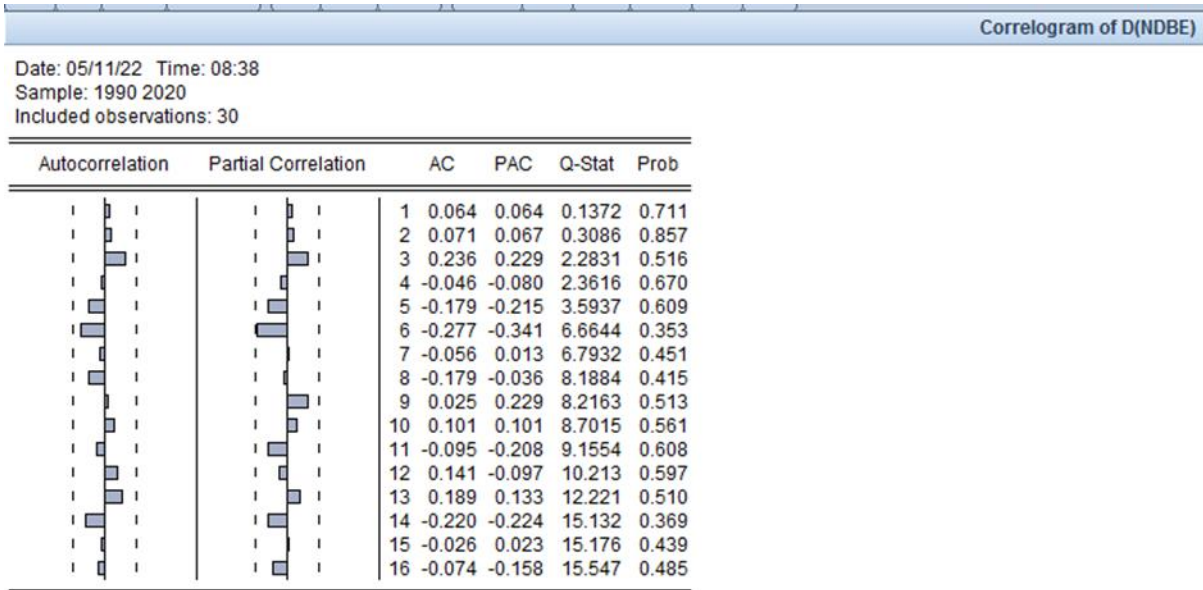 Correlogram of D(NDBE)
Date: 05/11/22 Time: 08:38
Sample: 1990 2020
Included observations: 30
Autocorrelation Partial Correlation AC PAC Q-Stat Prob
1 0.064 0.064 0.1372 0.711
2 0.071 0.067 0.3086 0.857
3 0.236 0.229 2.2831 0.516
4 -0.046 -0.080 2.3616 0.670
5 -0.179 -0.215 3.5937 0.609
6 -0.277 -0.341 6.6644 0.353
7 -0.056 0.013 6.7932 0.451
8 -0.179 -0.036 8.1884 0.415
9 0.025 0.229 8.2163 0.513
10 0.101 0.101 8.7015 0.561
11 -0.095 -0.208 9.1554 0.608
12 0.141 -0.097 10.213 0.597
13 0.189 0.133 12.221 0.510
14 -0.220 -0.224 15.132 0.369
15 -0.026 0.023 15.176 0.439
16 -0.074 -0.158 15.547 0.485